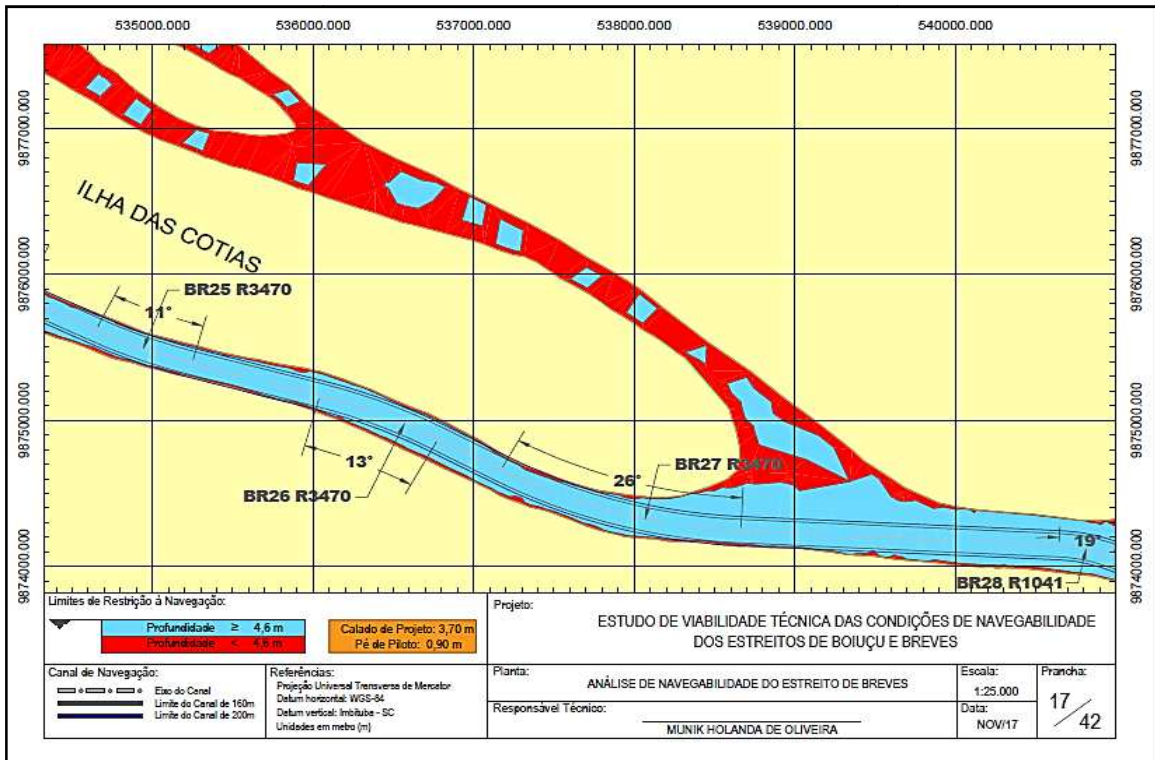 535000.000 536000.000 537000.000 538000.000 539000.000 540000.000
9877000.000 9877000.000
9876000.000 9876000.000
9875000.000 9875000.000
9874000.000 9874000.000
ILHA DAS COTIAS
BR25 R3470
11°
13°
BR26 R3470
26°
BR27 R3470
19°
BR28 R1041
Limites de Restrição à Navegação:
Profundidade ≥ 4,6 m
Profundidade < 4,6 m
Calado de Projeto: 3,70 m
Pé de Piloto: 0,90 m
Canal de Navegação:
Eixo do Canal
Limite do Canal de 160m
Limite do Canal de 200m
Referências:
Projeção Universal Transversa de Mercator
Datum horizontal: WGS-84
Datum vertical: Imbituba - SC
Unidades em metro (m)
Projeto:
ESTUDO DE VIABILIDADE TÉCNICA DAS CONDIÇÕES DE NAVEGABILIDADE
DOS ESTREITOS DE BOIUÇU E BREVES
Planta:
ANÁLISE DE NAVEGABILIDADE DO ESTREITO DE BREVES
Responsável Técnico:
MUNIK HOLANDA DE OLIVEIRA
Escala:
1:25.000
Data:
NOV/17
Prancha:
17/42